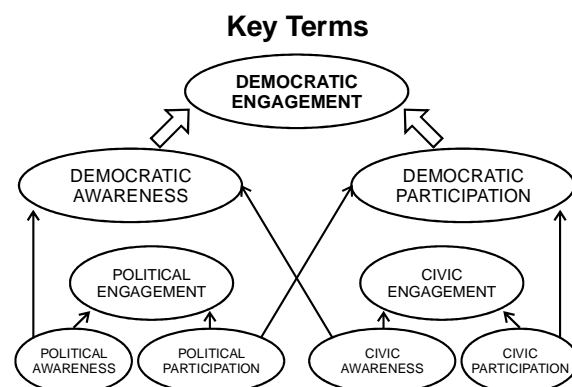 Key Terms
DEMOCRATIC
ENGAGEMENT
DEMOCRATIC
AWARENESS
DEMOCRATIC
PARTICIPATION
POLITICAL
ENGAGEMENT
CIVIC
ENGAGEMENT
POLITICAL
AWARENESS
POLITICAL
PARTICIPATION
CIVIC
AWARENESS
CIVIC
PARTICIPATION